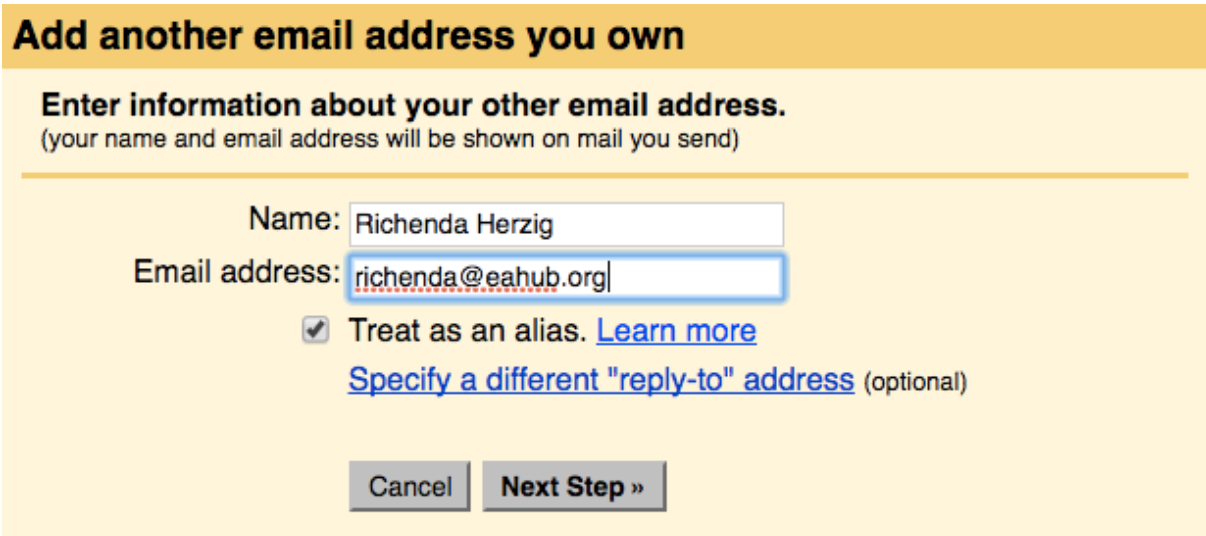 Add another email address you own
Enter information about your other email address.
(your name and email address will be shown on mail you send)
Name: Richenda Herzig
Email address: richenda@eahub.org
Treat as an alias. Learn more
Specify a different "reply-to" address (optional)
Cancel Next Step »